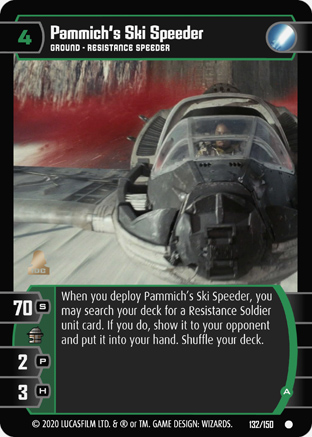 4
Pammich's Ski Speeder
GROUND - RESISTANCE SPEEDER
70 S
2 P
3 H
When you deploy Pammich's Ski Speeder, you
may search your deck for a Resistance Soldier
unit card. If you do, show it to your opponent
and put it into your hand. Shuffle your deck.
A
© 2020 LUCASFILM LTD. & ® or TM. GAME DESIGN: WIZARDS.
132/150